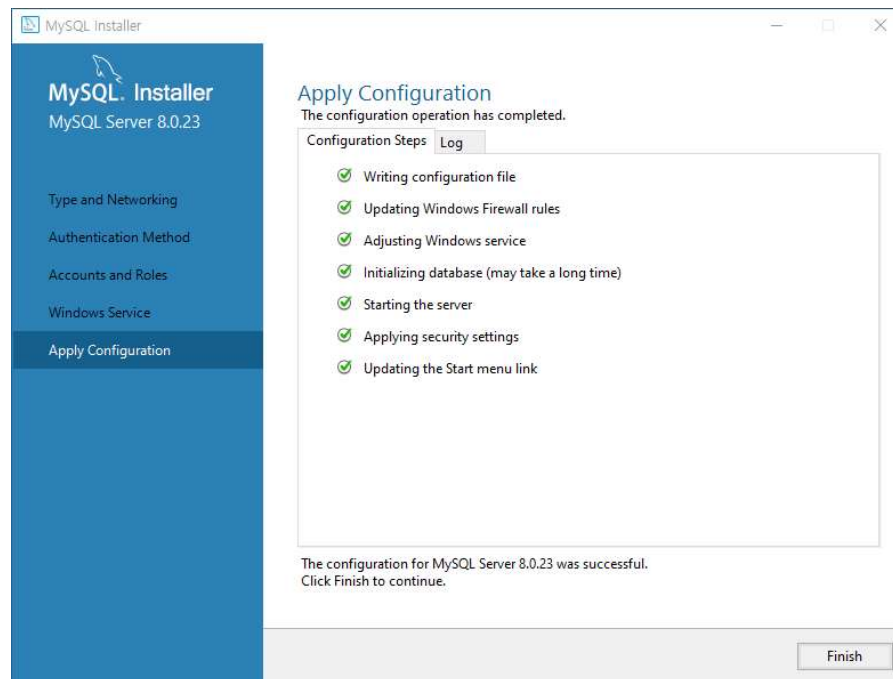 MySQL Installer
MySQL. Installer
MySQL Server 8.0.23
Type and Networking
Authentication Method
Accounts and Roles
Windows Service
Apply Configuration
Apply Configuration
The configuration operation has completed.
Configuration Steps
Log
Writing configuration file
Updating Windows Firewall rules
Adjusting Windows service
Initializing database (may take a long time)
Starting the server
Applying security settings
Updating the Start menu link
The configuration for MySQL Server 8.0.23 was successful.
Click Finish to continue.
Finish